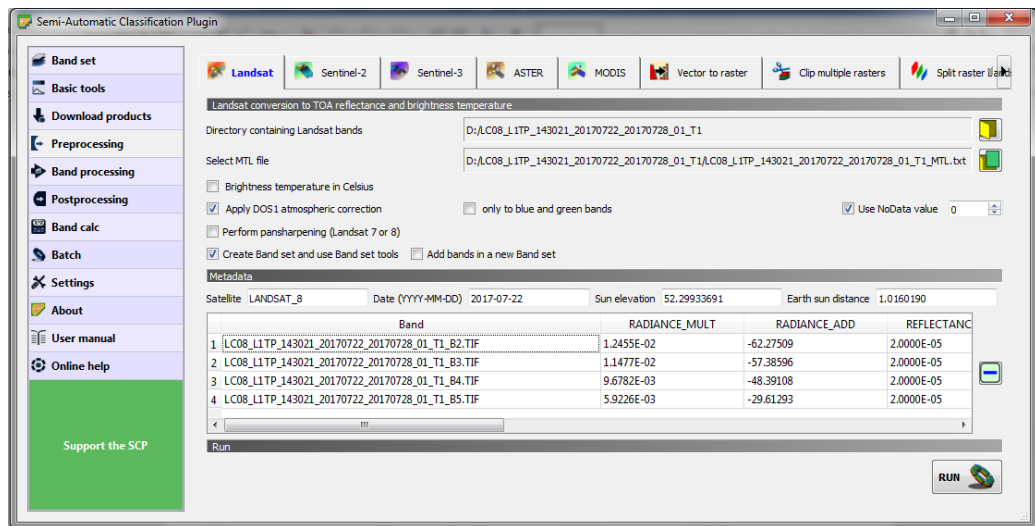 Semi-Automatic Classification Plugin
Band set
Basic tools
Download products
Preprocessing
Band processing
Postprocessing
Band calc
Batch
Settings
About
User manual
Online help
Support the SCP
Landsat Sentinel-2 Sentinel-3 ASTER MODIS Vector to raster Clip multiple rasters Split raster
Landsat conversion to TOA reflectance and brightness temperature
Directory containing Landsat bands D:/LC08_L1TP_143021_20170722_20170728_01_T1
Select MTL file D:/LC08_L1TP_143021_20170722_20170728_01_T1/LC08_L1TP_143021_20170722_20170728_01_T1_MTL.txt
Brightness temperature in Celsius
Apply DOS1 atmospheric correction only to blue and green bands Use NoData value 0
Perform pansharpening (Landsat 7 or 8)
Create Band set and use Band set tools Add bands in a new Band set
Metadata
Satellite LANDSAT_8 Date (YYYY-MM-DD) 2017-07-22 Sun elevation 52.29933691 Earth sun distance 1.0160190
Band RADIANCE_MULT RADIANCE_ADD REFLECTANC
1 LC08_L1TP_143021_20170722_20170728_01_T1_B2.TIF 1.2455E-02 -62.27509 2.0000E-05
2 LC08_L1TP_143021_20170722_20170728_01_T1_B3.TIF 1.1477E-02 -57.38596 2.0000E-05
3 LC08_L1TP_143021_20170722_20170728_01_T1_B4.TIF 9.6782E-03 -48.39108 2.0000E-05
4 LC08_L1TP_143021_20170722_20170728_01_T1_B5.TIF 5.9226E-03 -29.61293 2.0000E-05
Run
RUN